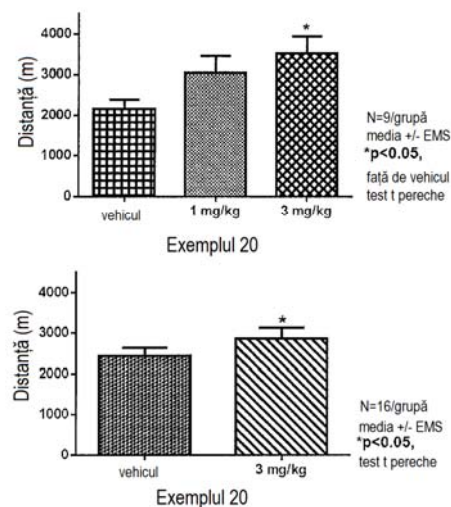 4000
3000
2000
1000
0
Distanță (m)
*
vehicul
1 mg/kg
3 mg/kg
Exemplul 20
N=9/grupă
media +/- EMS
*p<0.05,
față de vehicul
test t pereche
4000
3000
2000
1000
0
Distanță (m)
*
vehicul
3 mg/kg
Exemplul 20
N=16/grupă
media +/- EMS
*p<0.05,
test t pereche